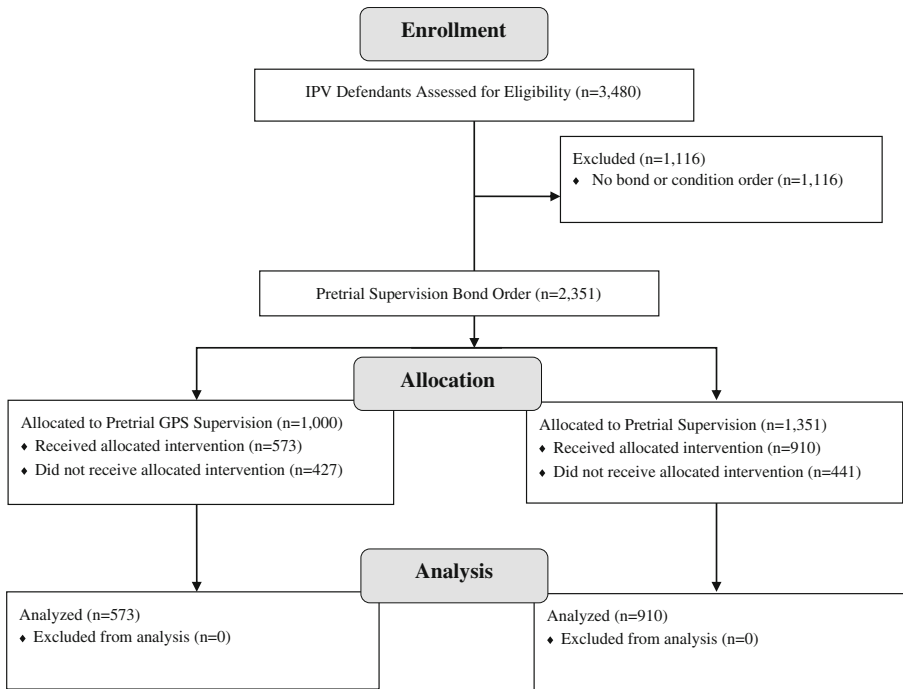 Enrollment
IPV Defendants Assessed for Eligibility (n=3,480)
Excluded (n=1,116)
♦ No bond or condition order (n=1,116)
Pretrial Supervision Bond Order (n=2,351)
Allocation
Allocated to Pretrial GPS Supervision (n=1,000)
♦ Received allocated intervention (n=573)
♦ Did not receive allocated intervention (n=427)
Allocated to Pretrial Supervision (n=1,351)
♦ Received allocated intervention (n=910)
♦ Did not receive allocated intervention (n=441)
Analysis
Analyzed (n=573)
♦ Excluded from analysis (n=0)
Analyzed (n=910)
♦ Excluded from analysis (n=0)